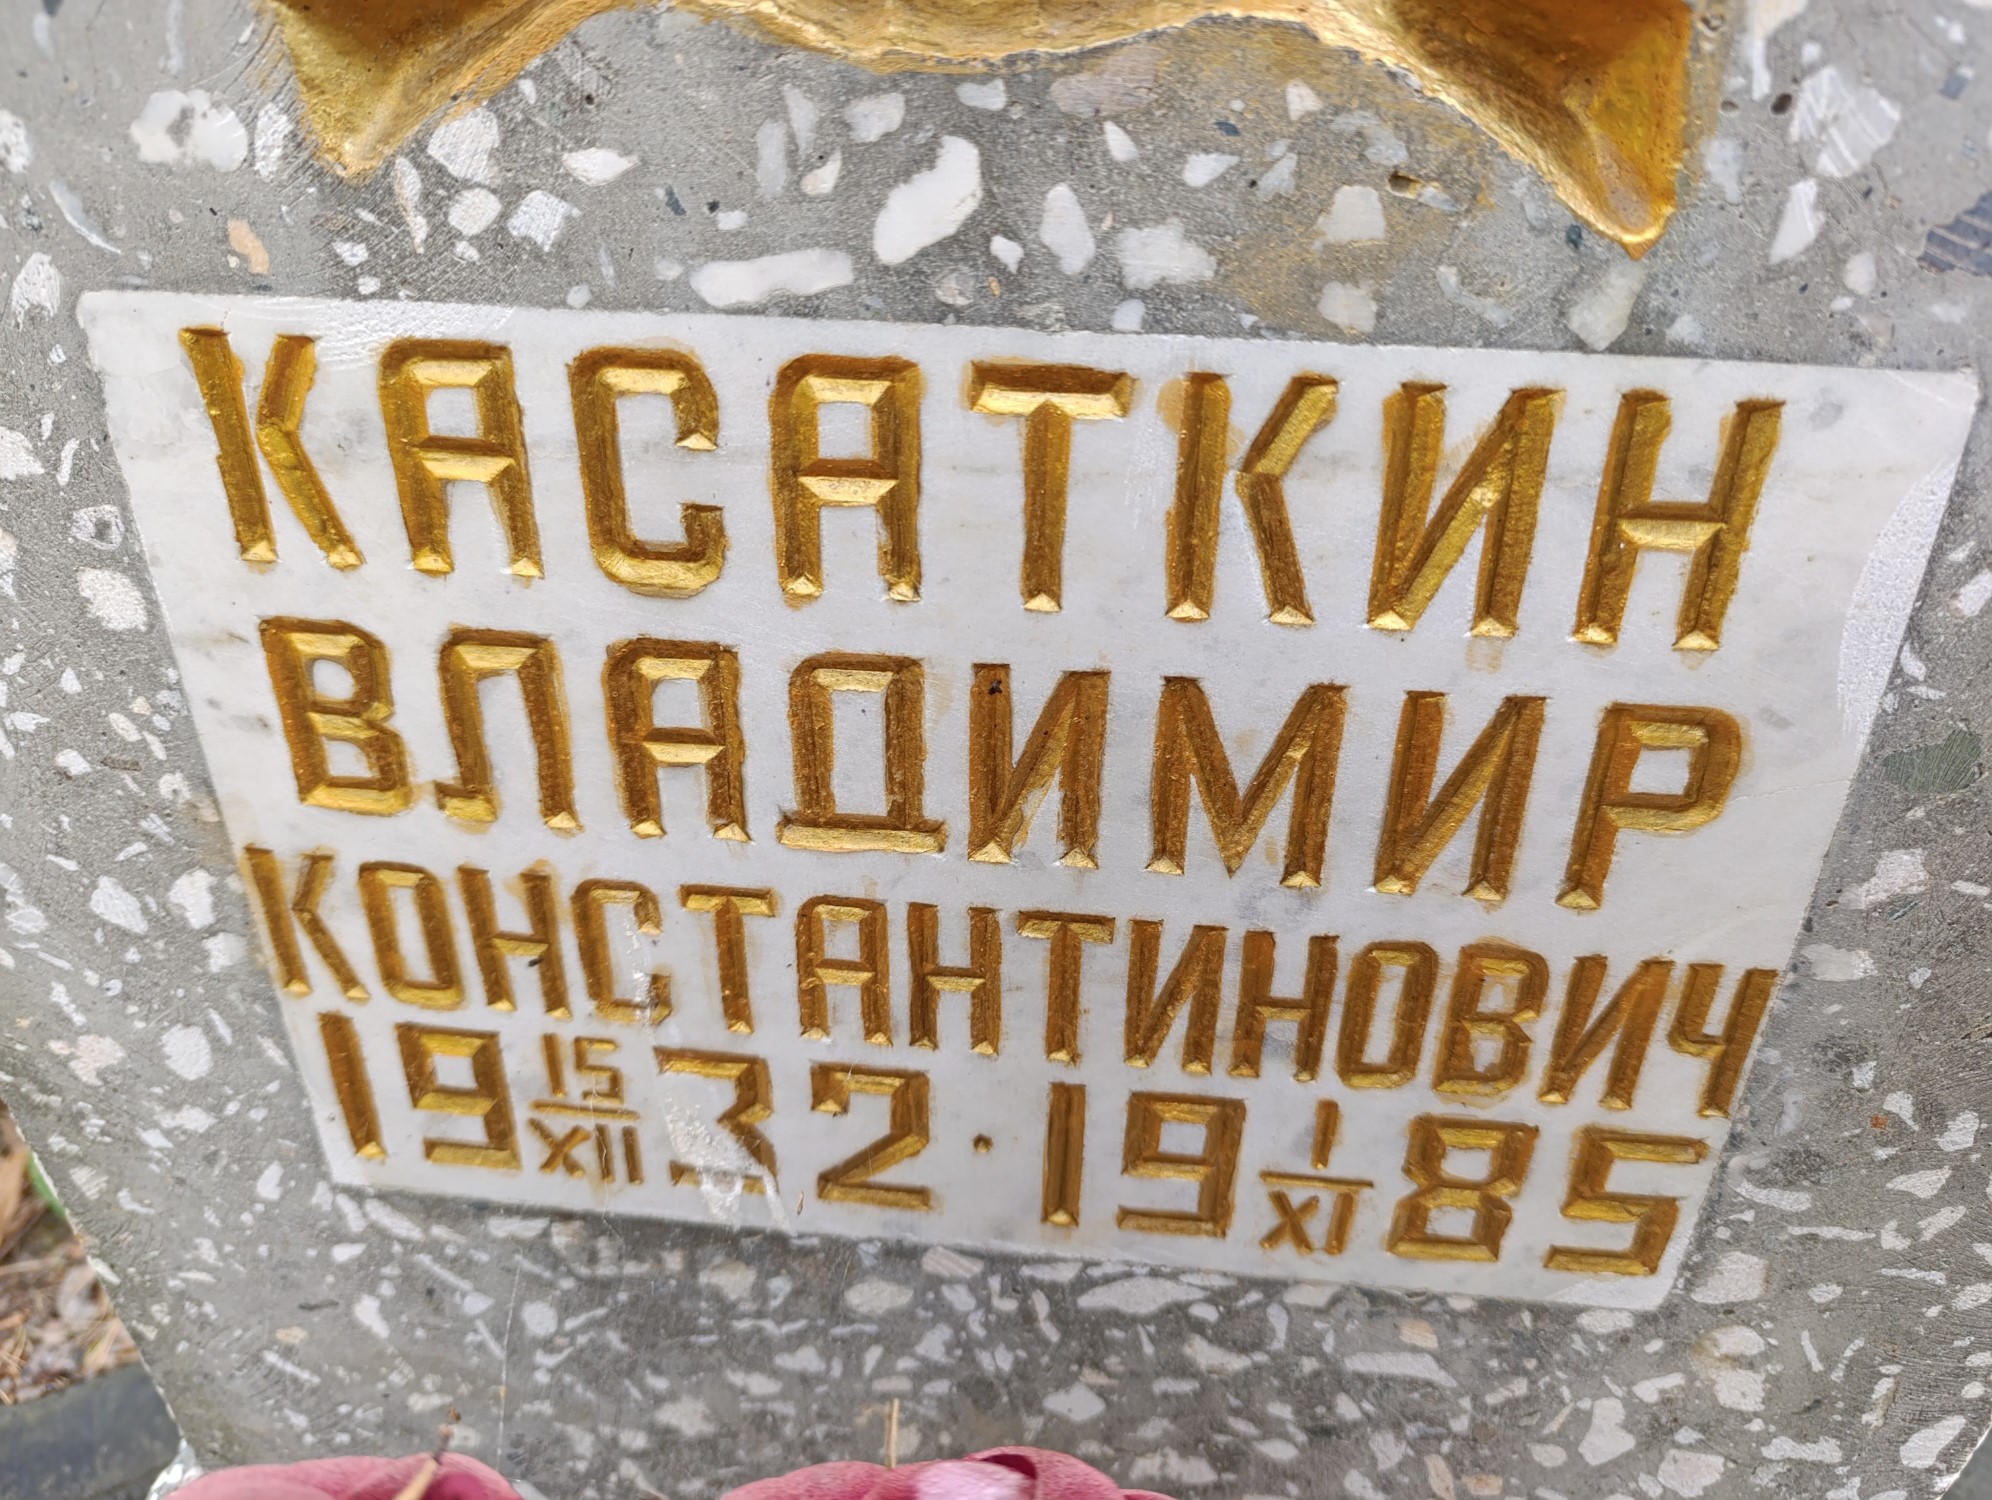 КАСАТКИН
ВЛАДИМИР
КОНСТАНТИНОВИЧ
19 15/XII 32 · 19 1/XI 85